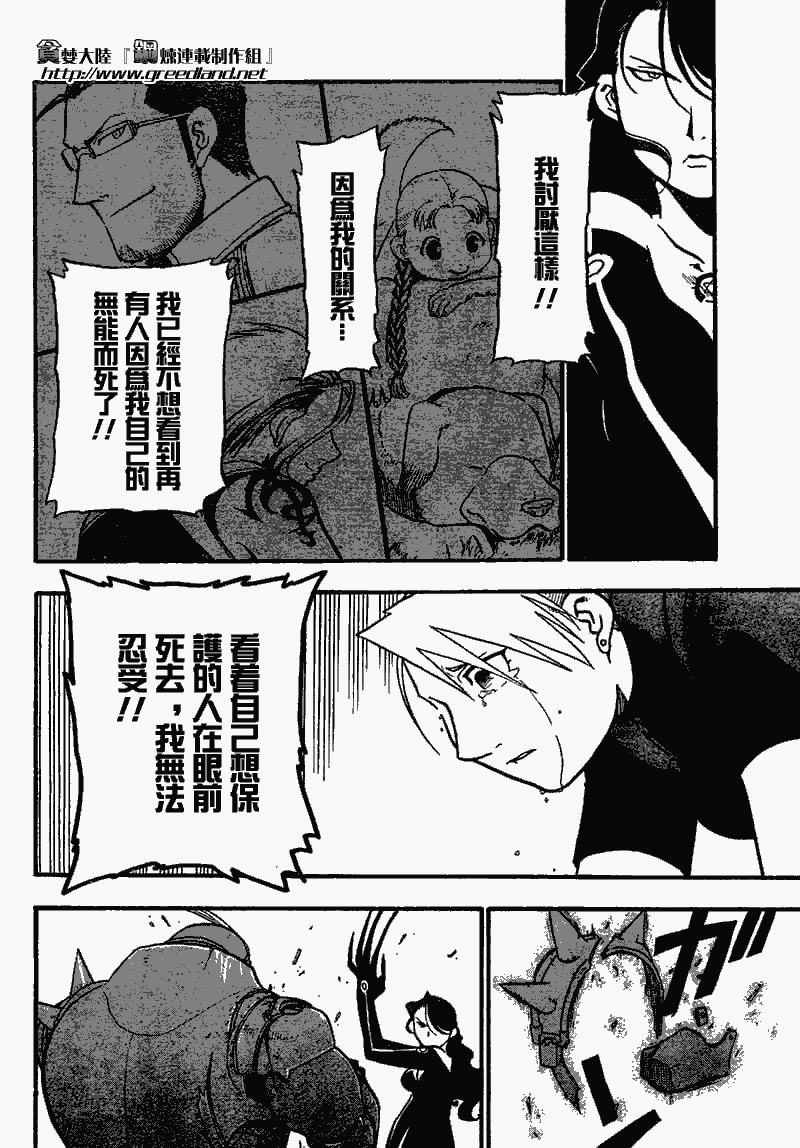 貪婪大陸『鋼煉連載制作組』
http://www.greedland.net
我討厭這樣!!
因爲我的關系…
我已經不想看到再
有人因爲我自己的
無能而死了!!
看着自己想保
護的人在眼前
死去，我無法
忍受!!
ガ